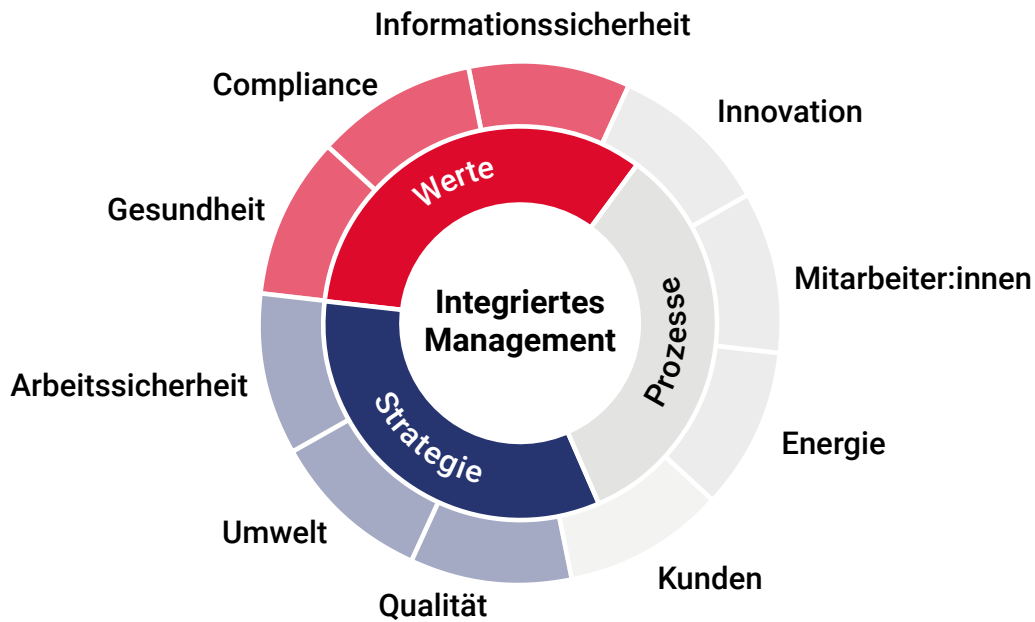 Informationssicherheit
Compliance
Innovation
Werte
Gesundheit
Mitarbeiter:innen
Integriertes
Management
Prozesse
Arbeitssicherheit
Strategie
Energie
Umwelt
Kunden
Qualität